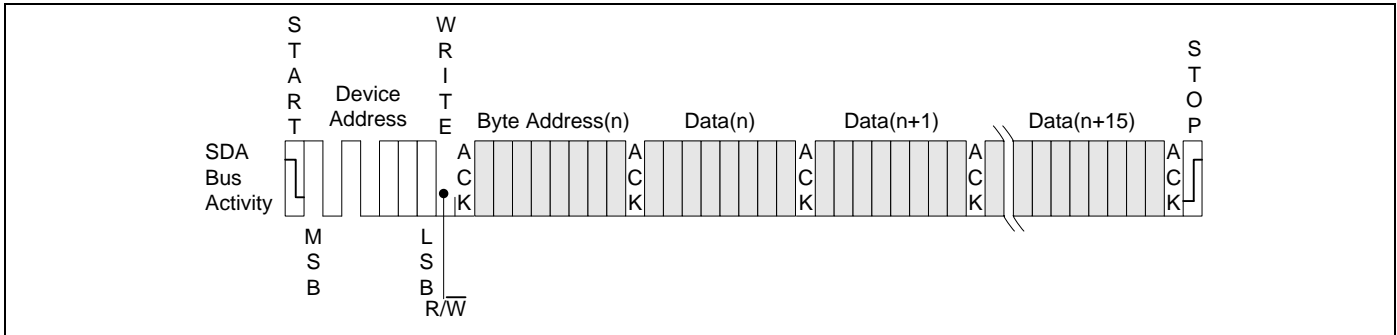 START
WRITE
STOP
Device
Address
Byte Address(n)
Data(n)
Data(n+1)
Data(n+15)
SDA
Bus
Activity
ACK
ACK
ACK
ACK
ACK
MSB
LSB
R/W̅